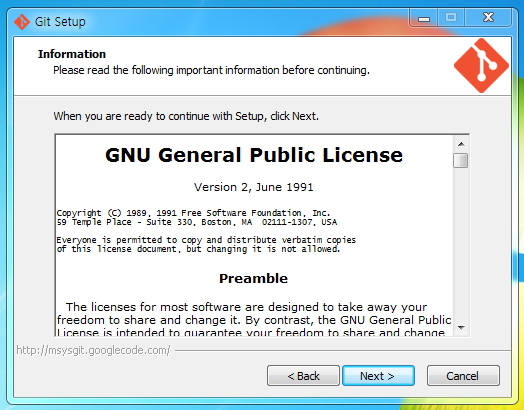 Git Setup
Information
Please read the following important information before continuing.
When you are ready to continue with Setup, click Next.
GNU General Public License
Version 2, June 1991
Copyright (C) 1989, 1991 Free Software Foundation, Inc.
59 Temple Place - Suite 330, Boston, MA  02111-1307, USA
Everyone is permitted to copy and distribute verbatim copies
of this license document, but changing it is not allowed.
Preamble
The licenses for most software are designed to take away your
freedom to share and change it. By contrast, the GNU General Public
License is intended to guarantee your freedom to share and change
http://msysgit.googlecode.com/
< Back
Next >
Cancel